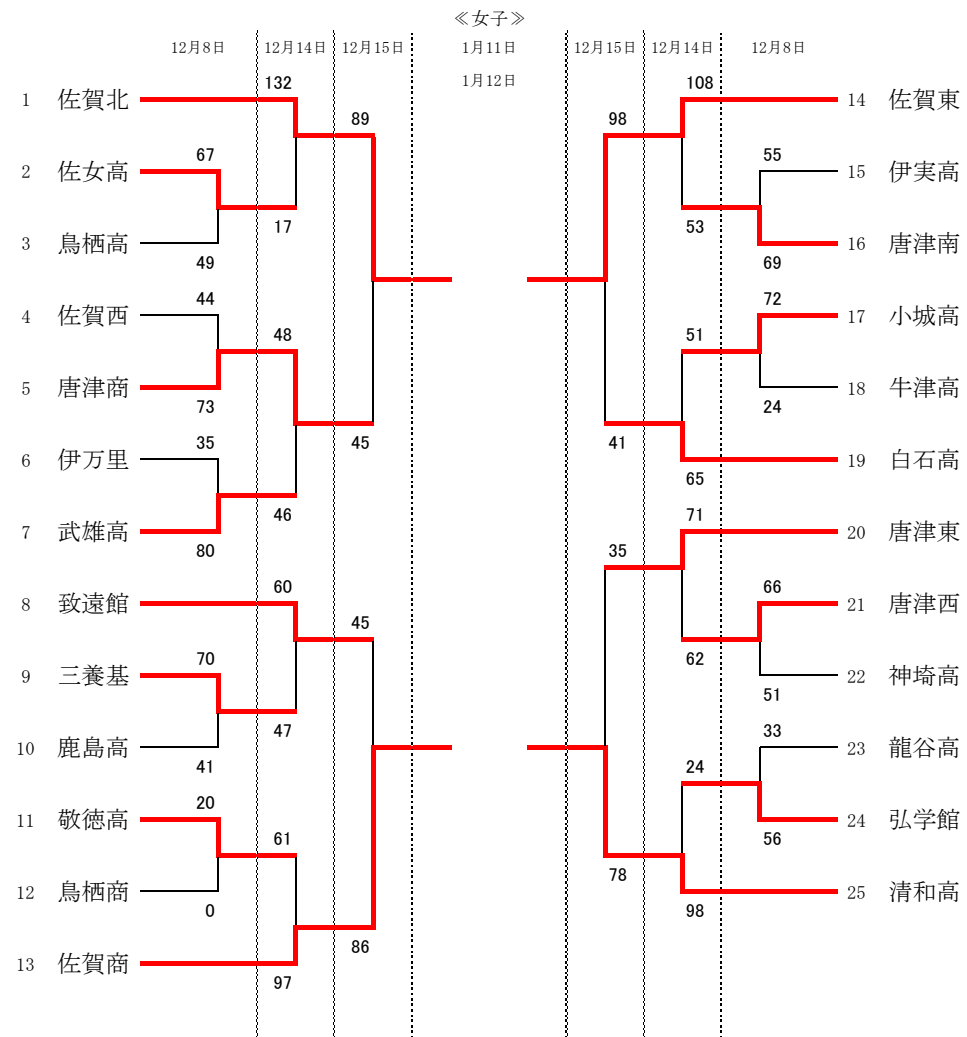 ≪女子≫
12月8日 12月14日 12月15日 1月11日 12月15日 12月14日 12月8日
1月12日
132 108
1 佐賀北 14 佐賀東
89 98
67 55
2 佐女高 15 伊実高
17 53
3 鳥栖高 16 唐津南
49 69
44 72
4 佐賀西 17 小城高
48 51
5 唐津商 18 牛津高
73 24
35 45 41
6 伊万里 19 白石高
65
46 71
7 武雄高 20 唐津東
80 35
60 66
8 致遠館 21 唐津西
45
70 62
9 三養基 22 神埼高
51
47 33
10 鹿島高 23 龍谷高
41 24
20
11 敬徳高 24 弘学館
61 56
78
12 鳥栖商 25 清和高
0 98
86
13 佐賀商
97